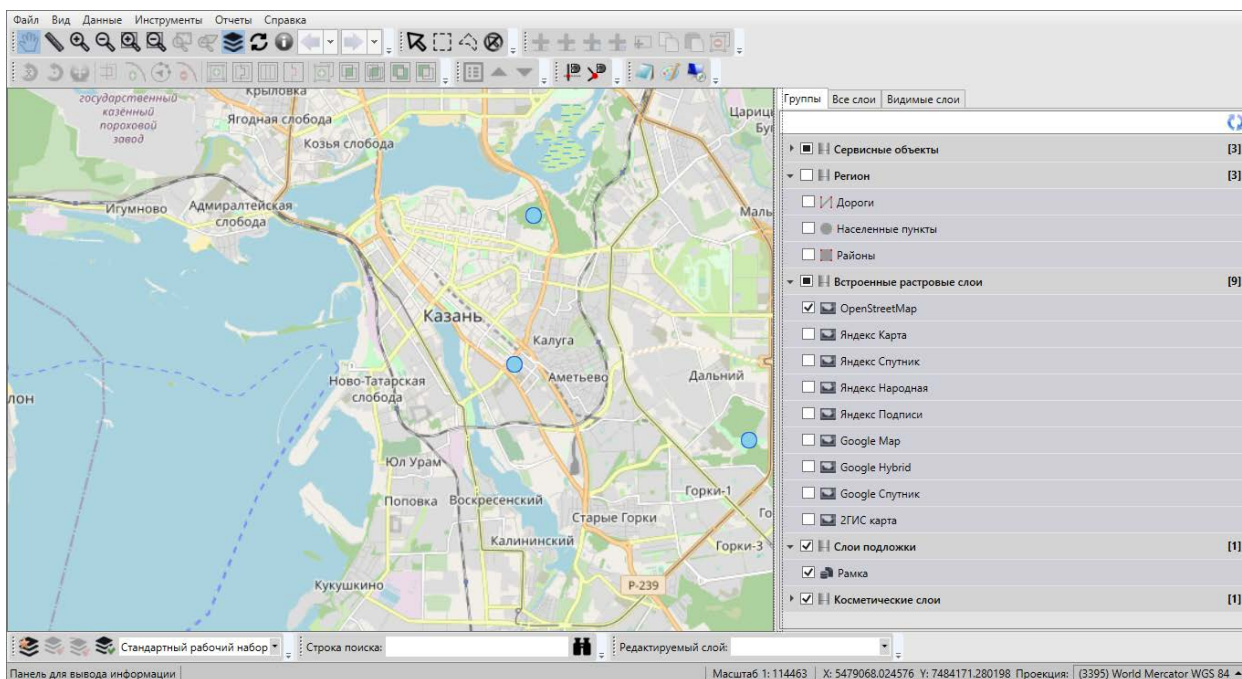 Файл Вид Данные Инструменты Отчеты Справка
Группы Все слои Видимые слои
Сервисные объекты [3]
Регион [3]
Дороги
Населенные пункты
Районы
Встроенные растровые слои [9]
OpenStreetMap
Яндекс Карта
Яндекс Спутник
Яндекс Народная
Яндекс Подписи
Google Map
Google Hybrid
Google Спутник
2ГИС карта
Слои подложки [1]
Рамка
Косметические слои [1]
государственный
казённый
пороховой
завод
Крыловка
Ягодная слобода
Козья слобода
Цариць
Бу
Игумново
Адмиралтейская
слобода
Маль
Казань
Калуга
Аметьево
Дальний
Ново-Татарская
слобода
лон
Юл Урам
Поповка
Воскресенский
Горки-1
Го
Старые Горки
Калининский
Горки-3
Кукушкино
Р-239
Стандартный рабочий набор Строка поиска: Редактируемый слой:
Панель для вывода информации Масштаб 1: 114463 X: 5479068.024576 Y: 7484171.280198 Проекция: (3395) World Mercator WGS 84